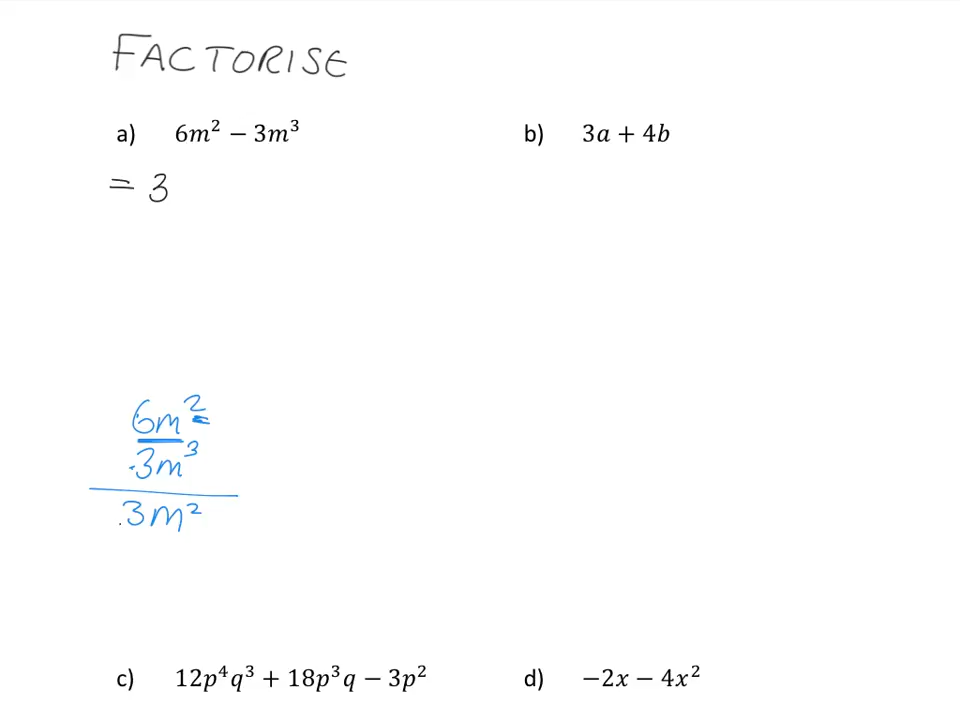 FACTORISE
a) 6m² − 3m³
b) 3a + 4b
= 3
6m²
3m³
3m²
c) 12p⁴q³ + 18p³q − 3p²
d) −2x − 4x²